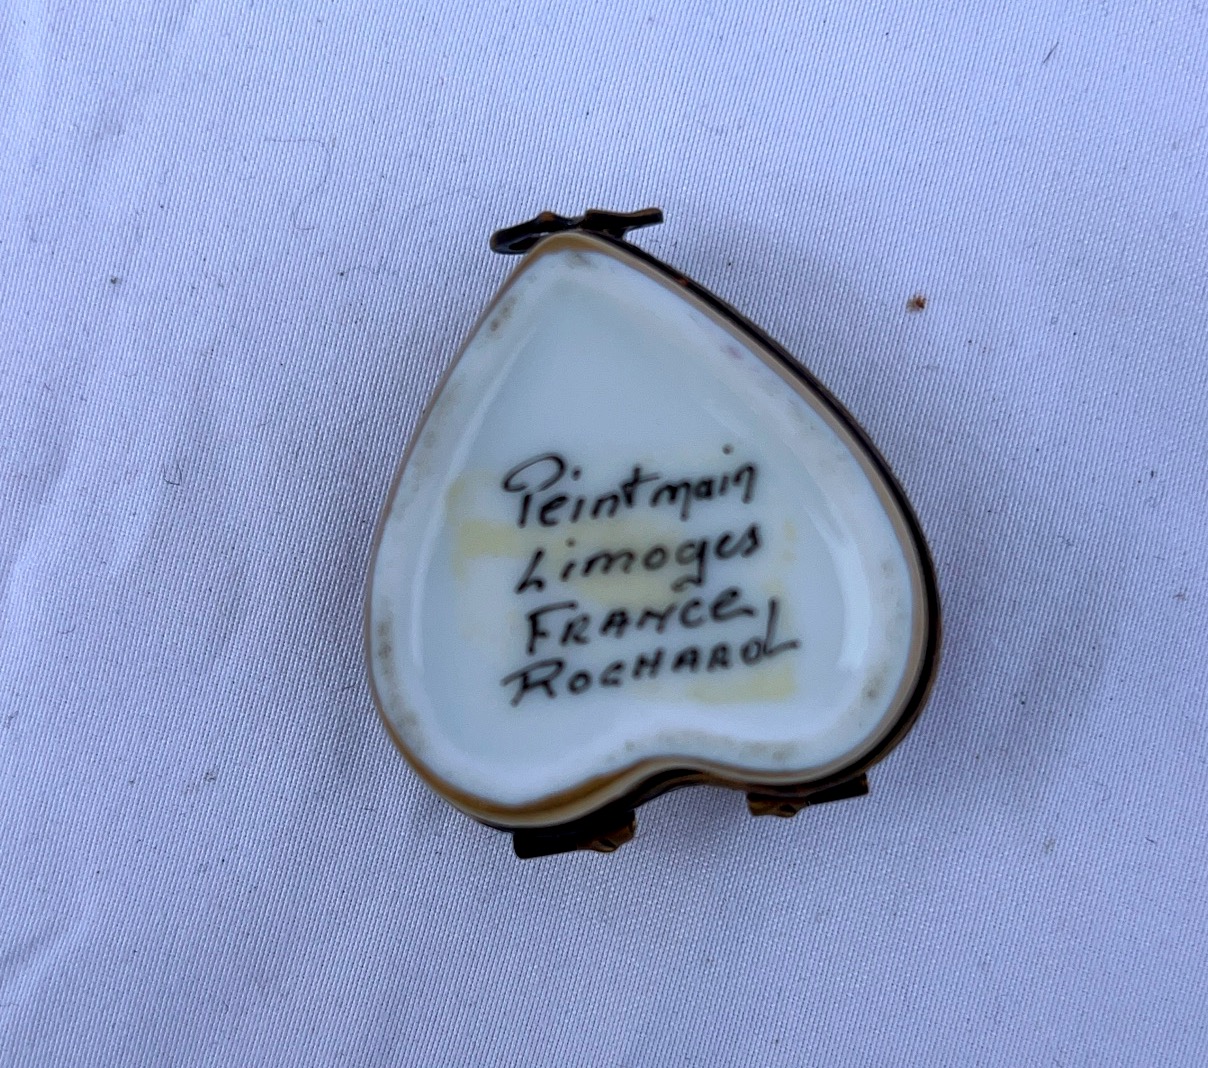 Peint main
Limoges
FRANCE
ROCHARD